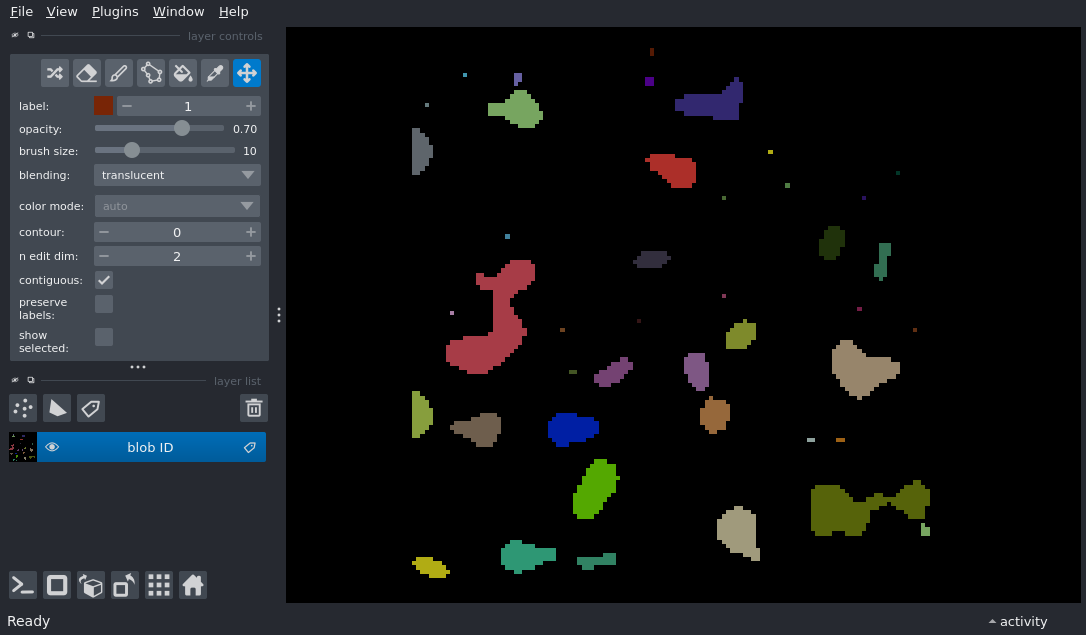 File View Plugins Window Help
layer controls
label: 1
opacity: 0.70
brush size: 10
blending: translucent
color mode: auto
contour: 0
n edit dim: 2
contiguous:
preserve
labels:
show
selected:
layer list
blob ID
Ready
activity